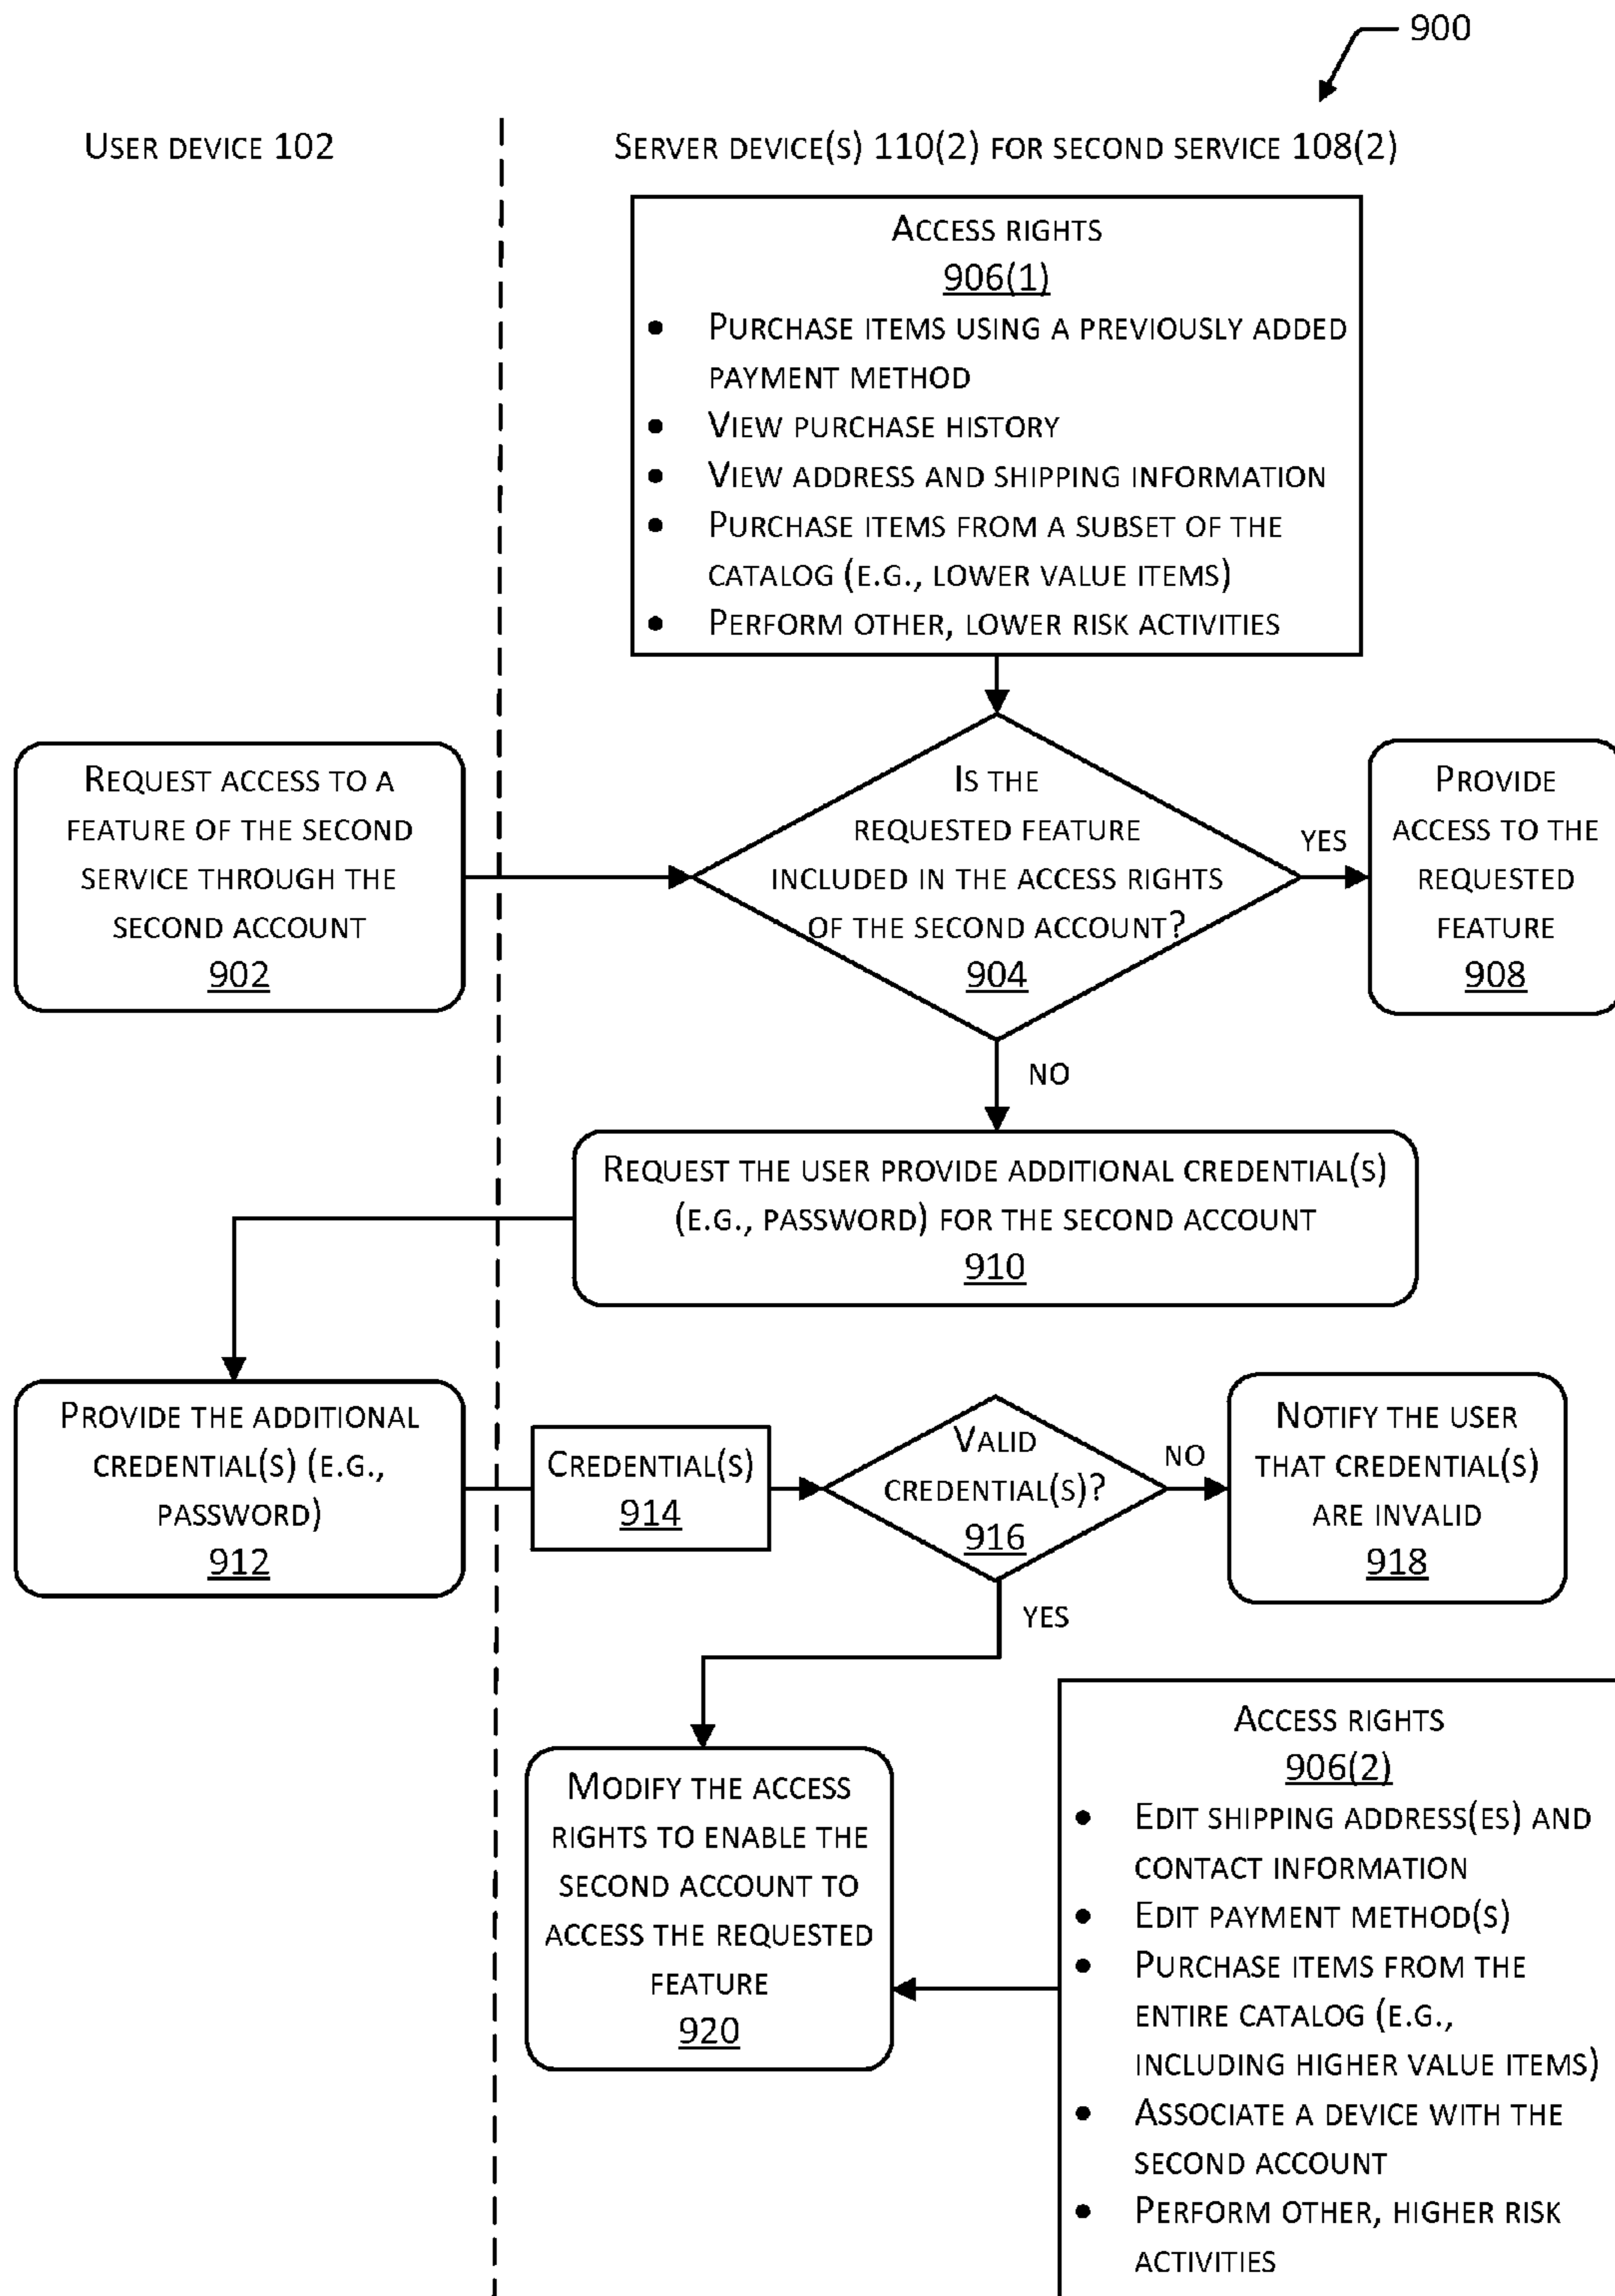 900
User device 102
Server device(s) 110(2) for second service 108(2)
Access rights
906(1)
• Purchase items using a previously added
payment method
• View purchase history
• View address and shipping information
• Purchase items from a subset of the
catalog (e.g., lower value items)
• Perform other, lower risk activities
Request access to a
feature of the second
service through the
second account
902
Is the
requested feature
included in the access rights
of the second account?
904
yes
Provide
access to the
requested
feature
908
no
Request the user provide additional credential(s)
(e.g., password) for the second account
910
Provide the additional
credential(s) (e.g.,
password)
912
Credential(s)
914
Valid
credential(s)?
916
no
Notify the user
that credential(s)
are invalid
918
yes
Modify the access
rights to enable the
second account to
access the requested
feature
920
Access rights
906(2)
• Edit shipping address(es) and
contact information
• Edit payment method(s)
• Purchase items from the
entire catalog (e.g.,
including higher value items)
• Associate a device with the
second account
• Perform other, higher risk
activities